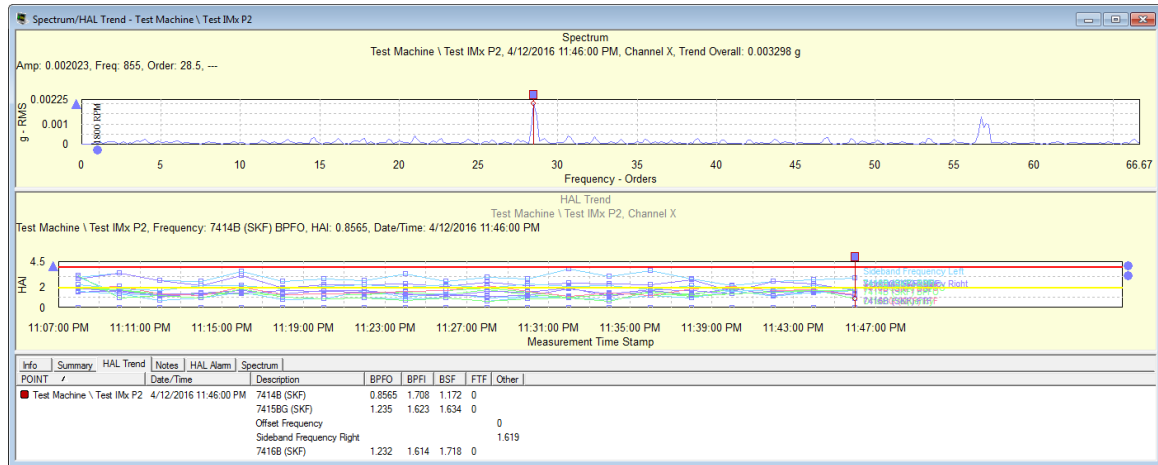 Spectrum/HAL Trend - Test Machine \ Test IMx P2
Spectrum
Test Machine \ Test IMx P2, 4/12/2016 11:46:00 PM, Channel X, Trend Overall: 0.003298 g
Amp: 0.002023, Freq: 855, Order: 28.5, ---
g - RMS
0.00225
0.001
0
1800 RPM
0 5 10 15 20 25 30 35 40 45 50 55 60 66.67
Frequency - Orders
HAL Trend
Test Machine \ Test IMx P2, Channel X
Test Machine \ Test IMx P2, Frequency: 7414B (SKF) BPFO, HAI: 0.8565, Date/Time: 4/12/2016 11:46:00 PM
HAI
4.5
2
0
Sideband Frequency Left
Right
7416B (SKF)
11:07:00 PM 11:11:00 PM 11:15:00 PM 11:19:00 PM 11:23:00 PM 11:27:00 PM 11:31:00 PM 11:35:00 PM 11:39:00 PM 11:43:00 PM 11:47:00 PM
Measurement Time Stamp
Info Summary HAL Trend Notes HAL Alarm Spectrum
POINT / Date/Time Description BPFO BPFI BSF FTF Other
Test Machine \ Test IMx P2 4/12/2016 11:46:00 PM 7414B (SKF) 0.8565 1.708 1.172 0
7415BG (SKF) 1.235 1.623 1.634 0
Offset Frequency 0
Sideband Frequency Right 1.619
7416B (SKF) 1.232 1.614 1.718 0